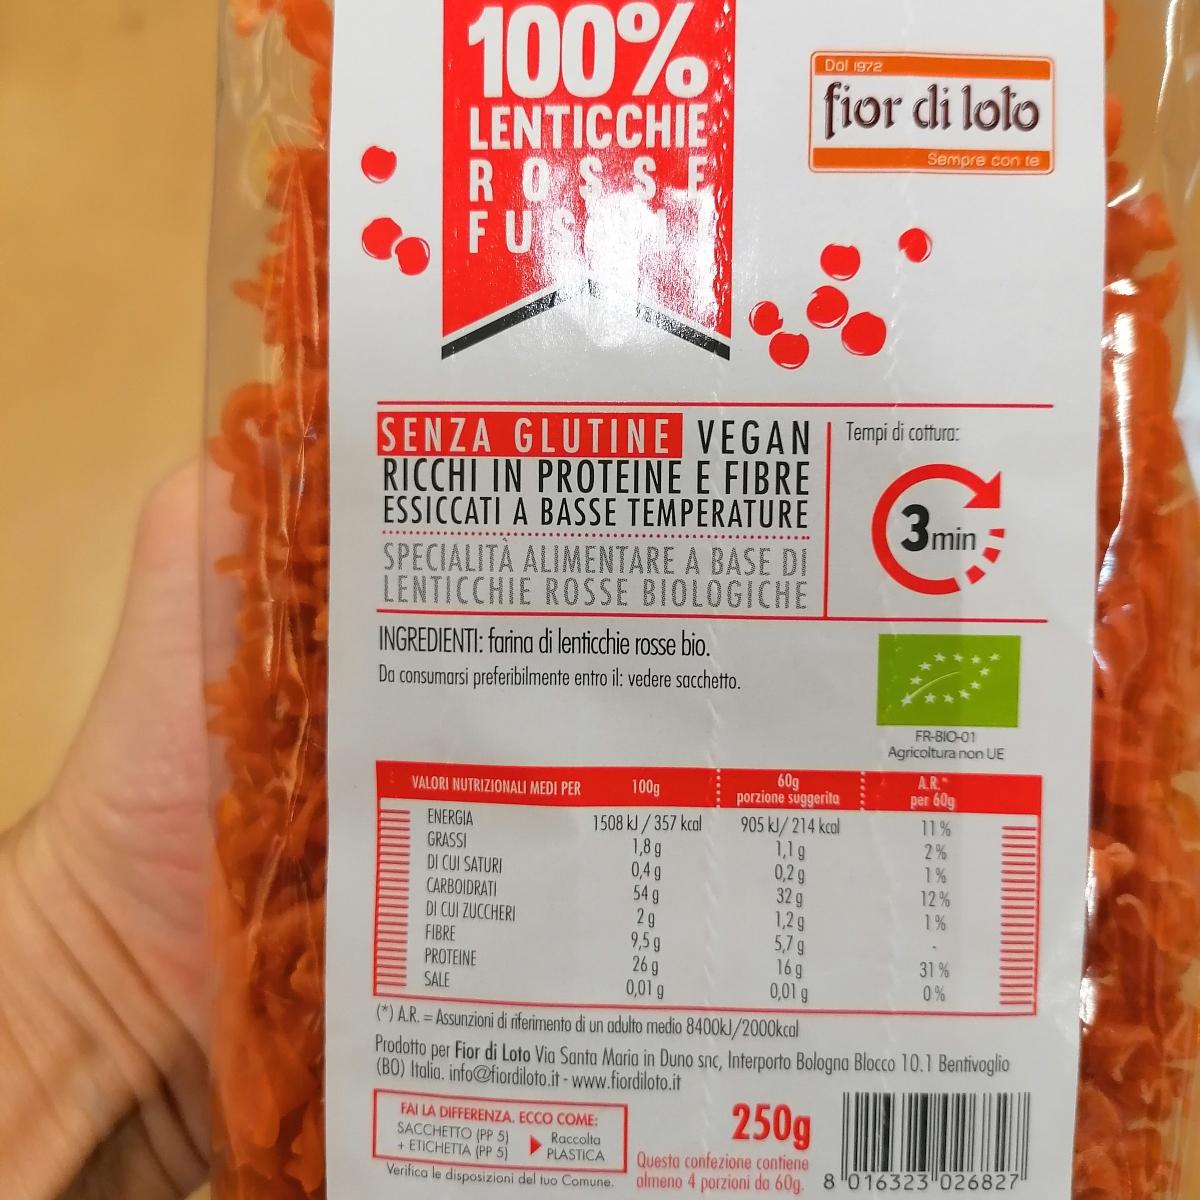 100%
LENTICCHIE
ROSSE
FUSILLI
Dal 1972
fior di loto
Sempre con te
SENZA GLUTINE VEGAN
RICCHI IN PROTEINE E FIBRE
ESSICCATI A BASSE TEMPERATURE
SPECIALITÀ ALIMENTARE A BASE DI
LENTICCHIE ROSSE BIOLOGICHE
Tempi di cottura:
3 min
INGREDIENTI: farina di lenticchie rosse bio.
Da consumarsi preferibilmente entro il: vedere sacchetto.
FR-BIO-01
Agricoltura non UE
VALORI NUTRIZIONALI MEDI PER 100g 60g porzione suggerita A.R.* per 60g
ENERGIA 1508 kJ / 357 kcal 905 kJ/ 214 kcal 11 %
GRASSI 1,8 g 1,1 g 2 %
DI CUI SATURI 0,4 g 0,2 g 1 %
CARBOIDRATI 54 g 32 g 12 %
DI CUI ZUCCHERI 2 g 1,2 g 1 %
FIBRE 9,5 g 5,7 g -
PROTEINE 26 g 16 g 31 %
SALE 0,01 g 0,01 g 0 %
(*) A.R. = Assunzioni di riferimento di un adulto medio 8400kJ/2000kcal
Prodotto per Fior di Loto Via Santa Maria in Duno snc, Interporto Bologna Blocco 10.1 Bentivoglio
(BO) Italia. info@fiordiloto.it - www.fiordiloto.it
FAI LA DIFFERENZA. ECCO COME:
SACCHETTO (PP 5)
+ ETICHETTA (PP 5)
Raccolta
PLASTICA
Verifica le disposizioni del tuo Comune.
250g
Questa confezione contiene
almeno 4 porzioni da 60g.
8 016323 026827